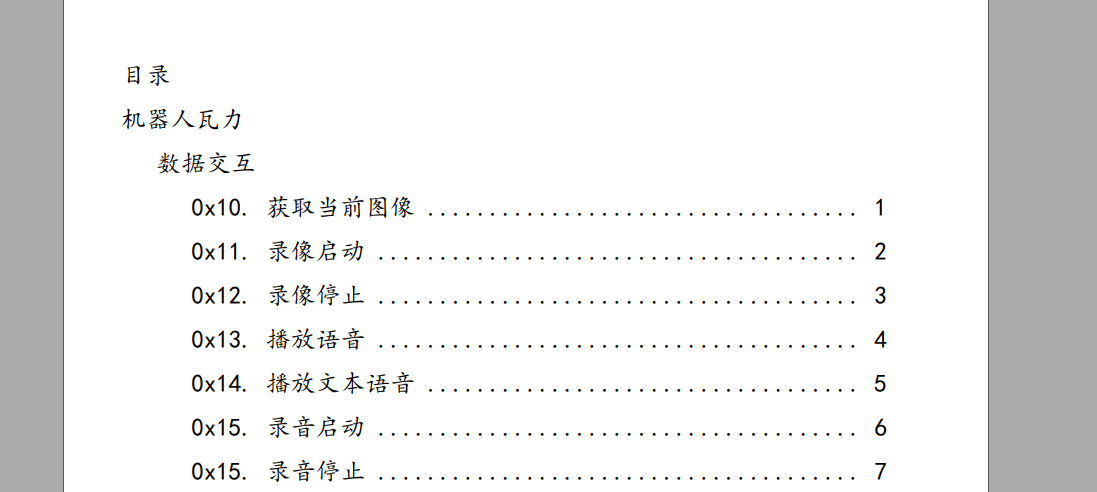 目录
机器人瓦力
数据交互
0x10. 获取当前图像 ................................... 1
0x11. 录像启动 ....................................... 2
0x12. 录像停止 ....................................... 3
0x13. 播放语音 ....................................... 4
0x14. 播放文本语音 ................................... 5
0x15. 录音启动 ....................................... 6
0x15. 录音停止 ....................................... 7